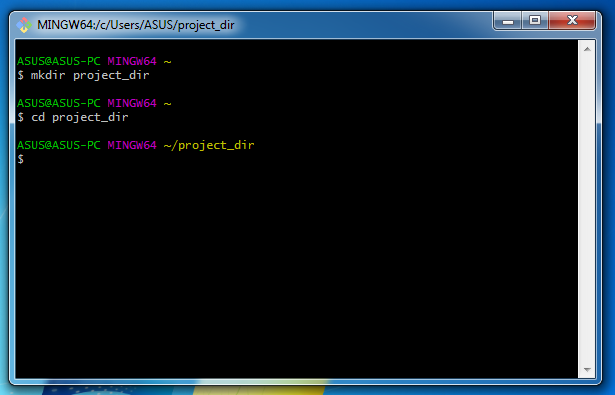 MINGW64:/c/Users/ASUS/project_dir
ASUS@ASUS-PC MINGW64 ~
$ mkdir project_dir
ASUS@ASUS-PC MINGW64 ~
$ cd project_dir
ASUS@ASUS-PC MINGW64 ~/project_dir
$